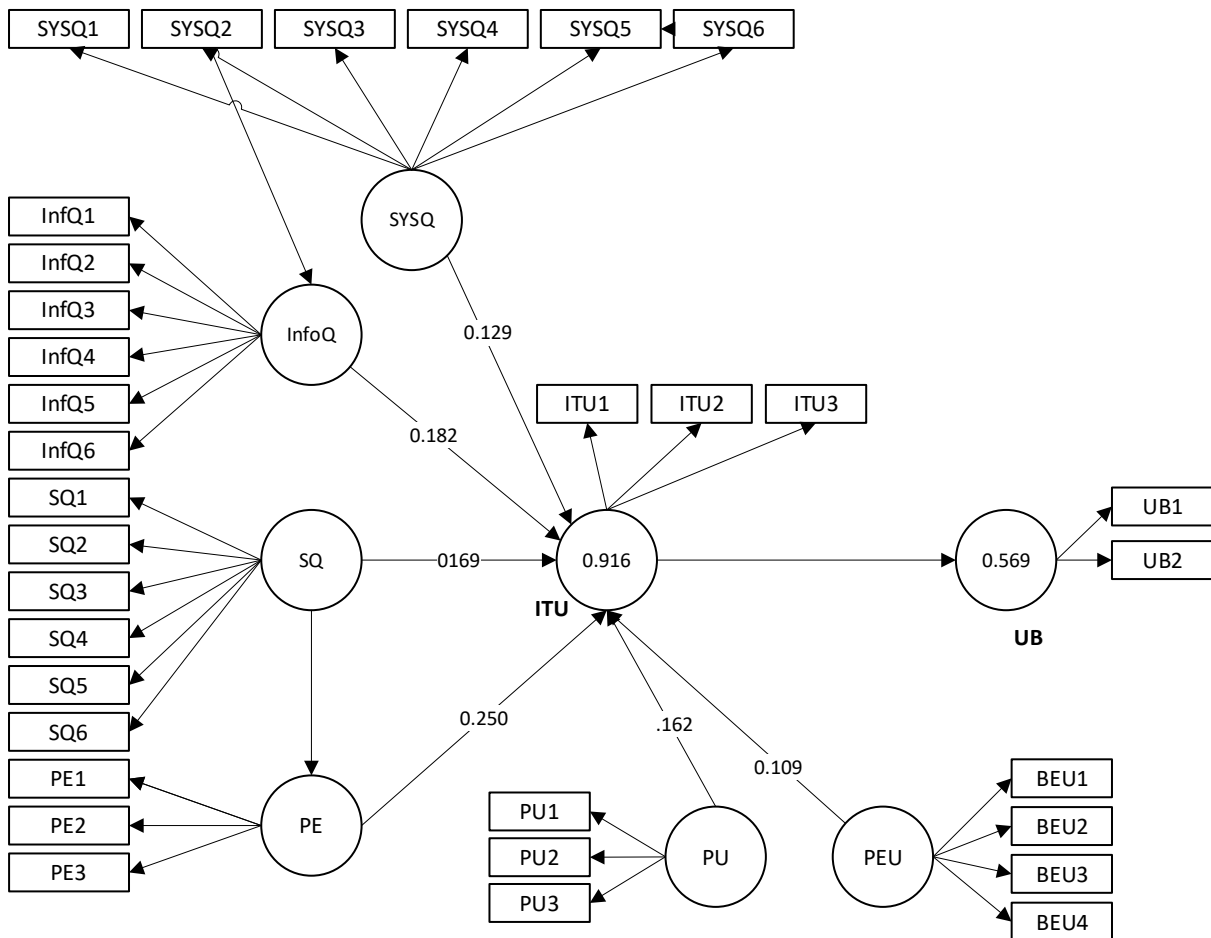 SYSQ1
SYSQ2
SYSQ3
SYSQ4
SYSQ5
SYSQ6
SYSQ
InfQ1
InfQ2
InfQ3
InfQ4
InfQ5
InfQ6
InfoQ
0.129
0.182
ITU1
ITU2
ITU3
SQ1
SQ2
SQ3
SQ4
SQ5
SQ6
SQ
0169
0.916
ITU
0.569
UB
UB1
UB2
0.250
.162
0.109
PE1
PE2
PE3
PE
PU1
PU2
PU3
PU
PEU
BEU1
BEU2
BEU3
BEU4